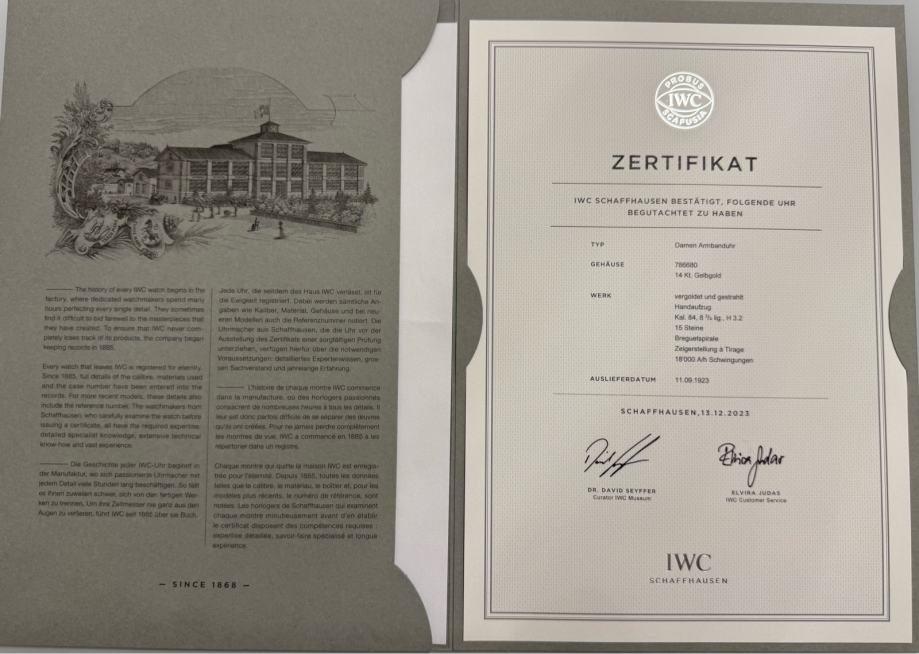 The history of every IWC watch begins in the
factory, where dedicated watchmakers spend many
hours perfecting every single detail. They sometimes
find it difficult to bid farewell to the masterpieces that
they have created. To ensure that IWC never com-
pletely loses track of its products, the company began
keeping records in 1885.
Every watch that leaves IWC is registered for eternity.
Since 1885, full details of the calibre, materials used
and the case number have been entered into the
records. For more recent models, these details also
include the reference number. The watchmakers from
Schaffhausen, who carefully examine the watch before
issuing a certificate, all have the required expertise:
detailed specialist knowledge, extensive technical
know-how and vast experience.
Die Geschichte jeder IWC-Uhr beginnt in
der Manufaktur, wo sich passionierte Uhrmacher mit
jedem Detail viele Stunden lang beschäftigen. So fällt
es ihnen zuweilen schwer, sich von den fertigen Wer-
ken zu trennen. Um ihre Zeitmesser nie ganz aus den
Augen zu verlieren, führt IWC seit 1885 über sie Buch.
Jede Uhr, die seitdem das Haus IWC verlässt, ist für
die Ewigkeit registriert. Dabei werden sämtliche An-
gaben wie Kaliber, Material, Gehäuse und bei neu-
eren Modellen auch die Referenznummer notiert. Die
Uhrmacher aus Schaffhausen, die die Uhr vor der
Ausstellung des Zertifikats einer sorgfältigen Prüfung
unterziehen, verfügen hierfür über die notwendigen
Voraussetzungen: detailliertes Expertenwissen, gros-
sen Sachverstand und jahrelange Erfahrung.
L'histoire de chaque montre IWC commence
dans la manufacture, où des horlogers passionnés
consacrent de nombreuses heures à tous les détails. Il
leur est donc parfois difficile de se séparer des œuvres
qu'ils ont créées. Pour ne jamais perdre complètement
les montres de vue, IWC a commencé en 1885 à les
répertorier dans un registre.
Chaque montre qui quitte la maison IWC est enregis-
trée pour l'éternité. Depuis 1885, toutes les données
telles que le calibre, le matériau, le boîtier et, pour les
modèles plus récents, le numéro de référence, sont
notées. Les horlogers de Schaffhausen qui examinent
chaque montre minutieusement avant d'en établir
le certificat disposent des compétences requises :
expertise détaillée, savoir-faire spécialisé et longue
expérience.
— SINCE 1868 —
PROBUS
IWC
SCAFUSIA
ZERTIFIKAT
IWC SCHAFFHAUSEN BESTÄTIGT, FOLGENDE UHR
BEGUTACHTET ZU HABEN
TYP Damen Armbanduhr
GEHÄUSE 786680
14 Kt. Gelbgold
WERK vergoldet und gestrahlt
Handaufzug
Kal. 84, 8 ¾ lig., H 3.2
15 Steine
Breguetspirale
Zeigerstellung à Tirage
18'000 A/h Schwingungen
AUSLIEFERDATUM 11.09.1923
SCHAFFHAUSEN, 13.12.2023
Elvira Judas
DR. DAVID SEYFFER
Curator IWC Museum
ELVIRA JUDAS
IWC Customer Service
IWC
SCHAFFHAUSEN